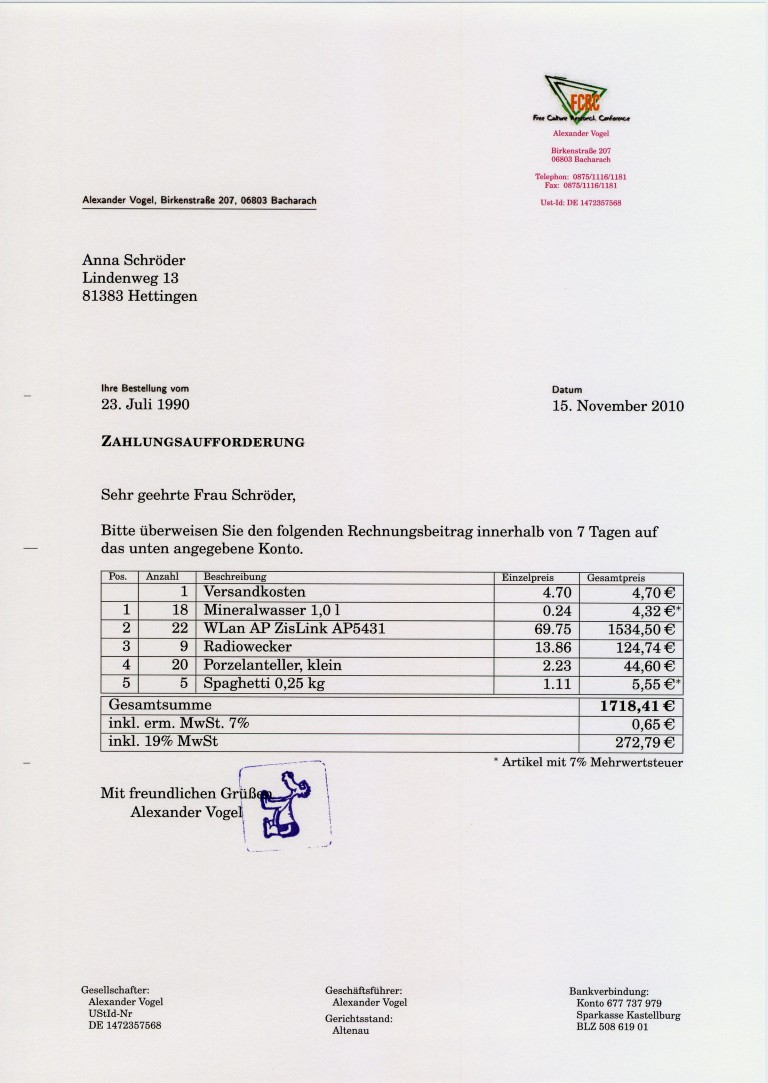 FCRC
Free Culture Research Conference
Alexander Vogel
Birkenstraße 207
06803 Bacharach
Telephon: 0875/1116/1181
Fax: 0875/1116/1181
Ust-Id: DE 1472357568
Alexander Vogel, Birkenstraße 207, 06803 Bacharach
Anna Schröder
Lindenweg 13
81383 Hettingen
Ihre Bestellung vom Datum
23. Juli 1990 15. November 2010
ZAHLUNGSAUFFORDERUNG
Sehr geehrte Frau Schröder,
Bitte überweisen Sie den folgenden Rechnungsbeitrag innerhalb von 7 Tagen auf
das unten angegebene Konto.
Pos. Anzahl Beschreibung Einzelpreis Gesamtpreis
1 Versandkosten 4.70 4,70 €
1 18 Mineralwasser 1,0 l 0.24 4,32 €*
2 22 WLan AP ZisLink AP5431 69.75 1534,50 €
3 9 Radiowecker 13.86 124,74 €
4 20 Porzelanteller, klein 2.23 44,60 €
5 5 Spaghetti 0,25 kg 1.11 5,55 €*
Gesamtsumme 1718,41 €
inkl. erm. MwSt. 7% 0,65 €
inkl. 19% MwSt 272,79 €
* Artikel mit 7% Mehrwertsteuer
Mit freundlichen Grüßen
Alexander Vogel
Gesellschafter:
Alexander Vogel
UStId-Nr
DE 1472357568
Geschäftsführer:
Alexander Vogel
Gerichtsstand:
Altenau
Bankverbindung:
Konto 677 737 979
Sparkasse Kastellburg
BLZ 508 619 01